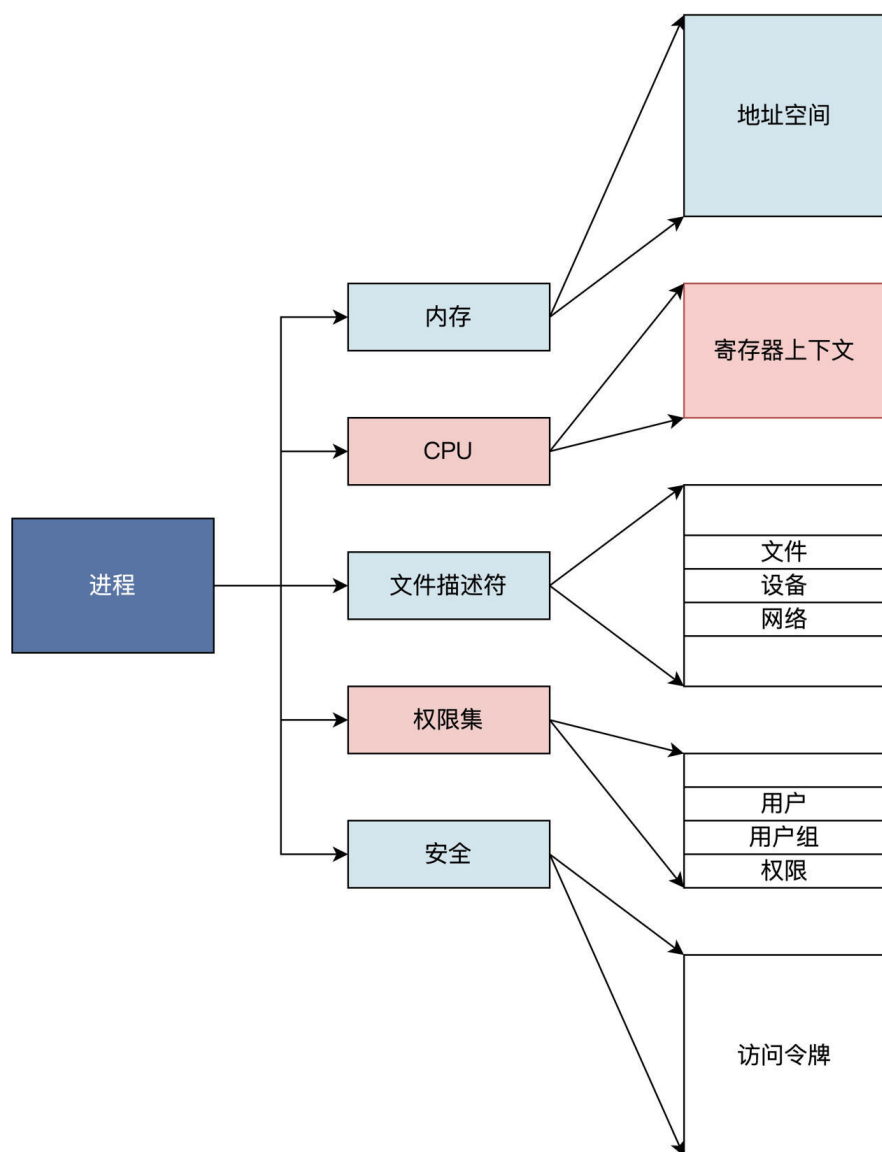 地址空间
内存
寄存器上下文
CPU
进程
文件描述符
文件
设备
网络
权限集
用户
用户组
权限
安全
访问令牌